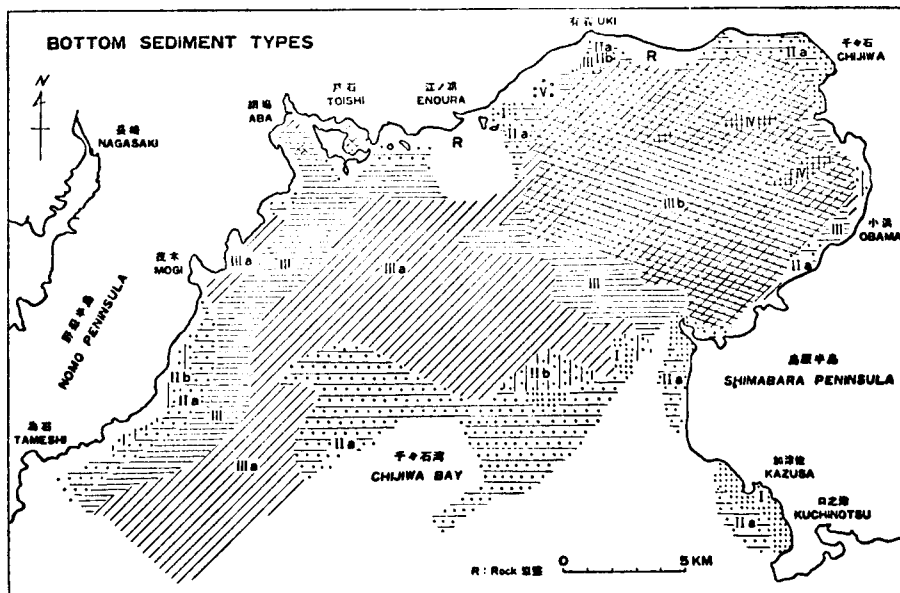 BOTTOM SEDIMENT TYPES
有喜 UKI
千々石
CHIJIWA
IIa
III IIb
R
IIa
戸石
TOISHI
江ノ浦
ENOURA
網場
ABA
N
長崎
NAGASAKI
V
I
IIa
R
IV
IV
IIIb
小浜
OBAMA
III
IIa
茂木
MOGI
IIIa
III
IIIa
III
野母半島
NOMO PENINSULA
島原半島
SHIMABARA PENINSULA
IIb
IIa
III
IIb
IIa
TAMESHI
IIIa
IIa
千々石湾
CHIJIWA BAY
加津佐
KAZUSA
I
口之津
KUCHINOTSU
IIa
R : Rock
0 5 KM